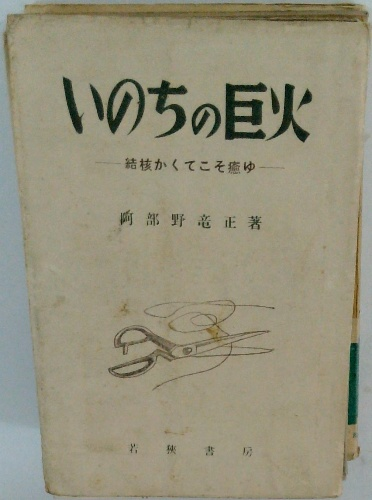 いのちの巨火
―結核かくてこそ癒ゆ―
阿部野竜正著
若狹書房